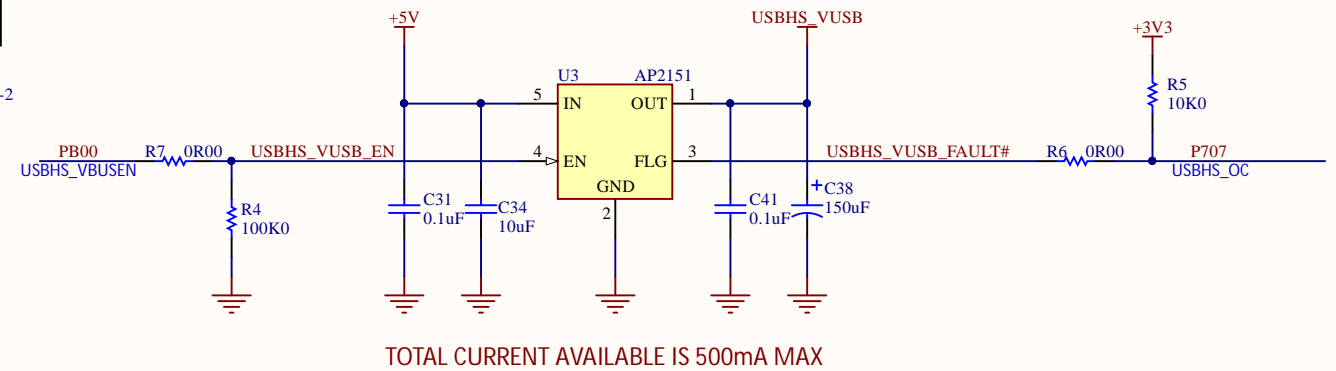 +5V
USBHS_VUSB
+3V3
U3 AP2151
R5
10K0
-2
5 IN OUT 1
PB00 R7 0R00 USBHS_VUSB_EN 4 EN FLG 3 USBHS_VUSB_FAULT# R6 0R00 P707
USBHS_VBUSEN
USBHS_OC
GND
2
R4
100K0
C31
0.1uF
C34
10uF
C41
0.1uF
+
C38
150uF
TOTAL CURRENT AVAILABLE IS 500mA MAX